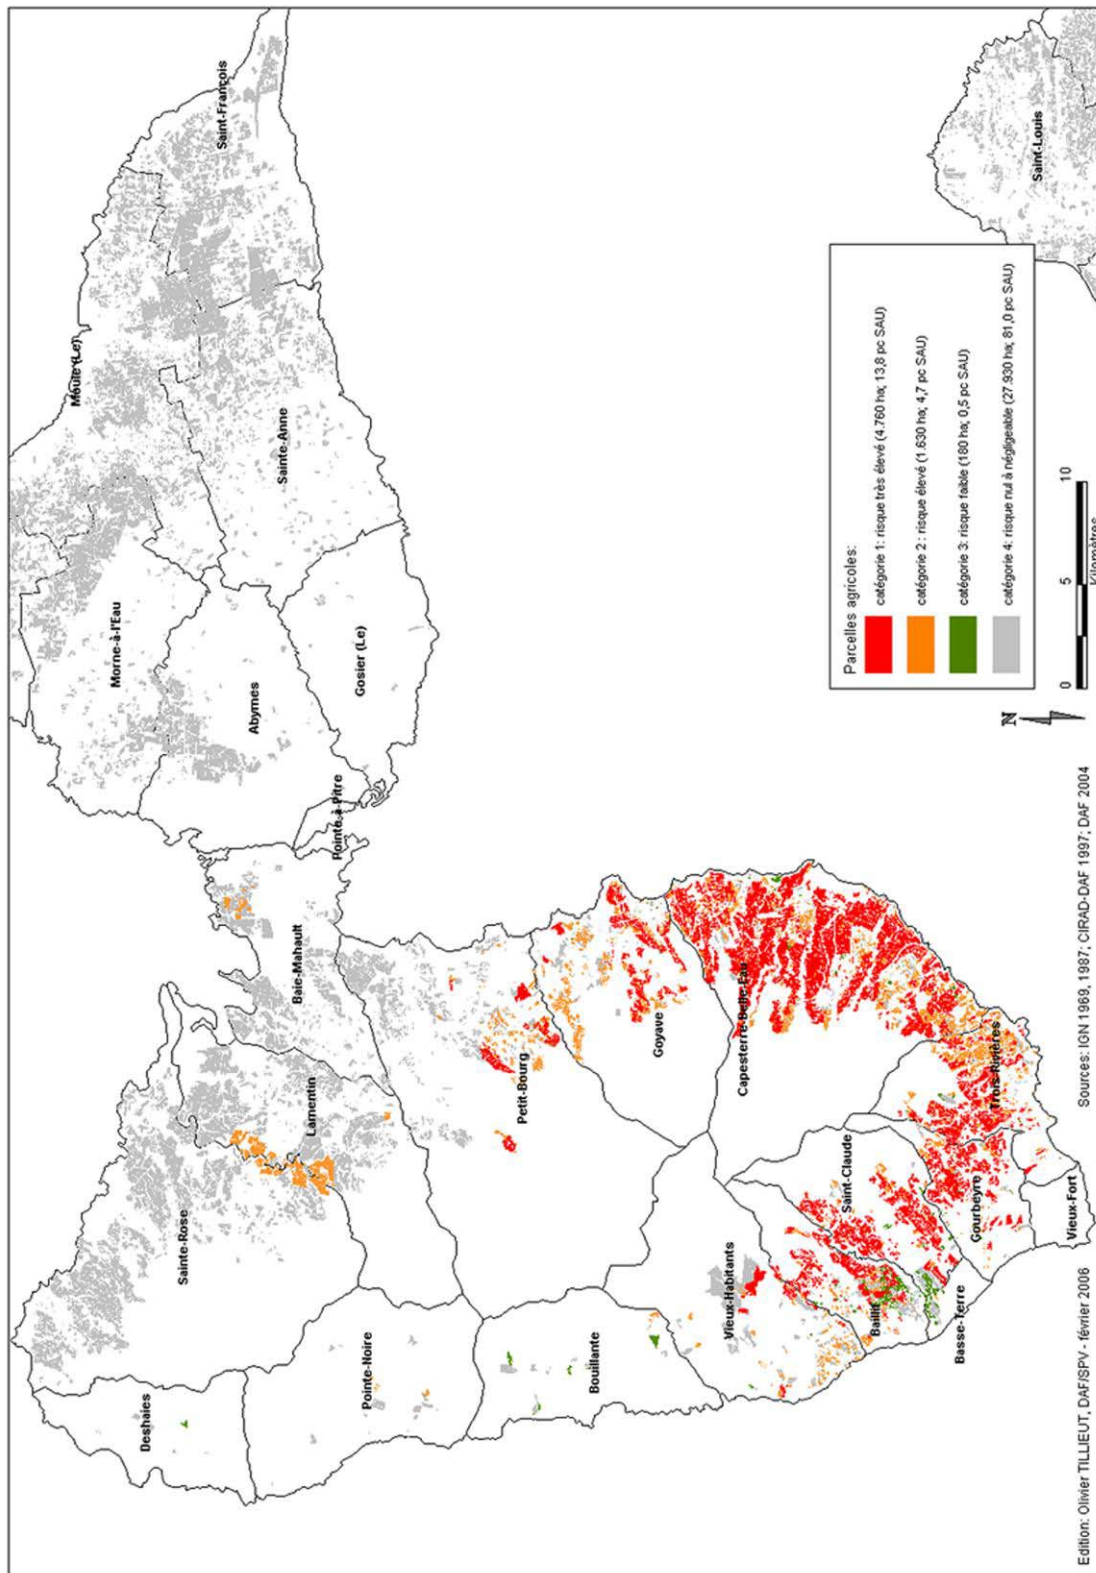 Deshaies
Sainte-Rose
Pointe-Noire
Lamentin
Baie-Mahault
Bouillante
Petit-Bourg
Vieux-Habitants
Goyave
Capesterre-Belle-Eau
Saint-Claude
Baillif
Basse-Terre
Gourbeyre
Trois-Rivières
Vieux-Fort
Pointe-à-Pitre
Morne-à-l'Eau
Abymes
Gosier (Le)
Moule (Le)
Sainte-Anne
Saint-François
Saint-Louis
Parcelles agricoles:
catégorie 1: risque très élevé (4.760 ha; 13,8 pc SAU)
catégorie 2 : risque élevé (1.630 ha; 4,7 pc SAU)
catégorie 3: risque faible (180 ha; 0,5 pc SAU)
catégorie 4: risque nul à négligeable (27.930 ha; 81,0 pc SAU)
N
0 5 10
Kilomètres
Edition: Olivier TILLIEUT, DAF/SPV - février 2006
Sources: IGN 1969, 1987; CIRAD-DAF 1997; DAF 2004